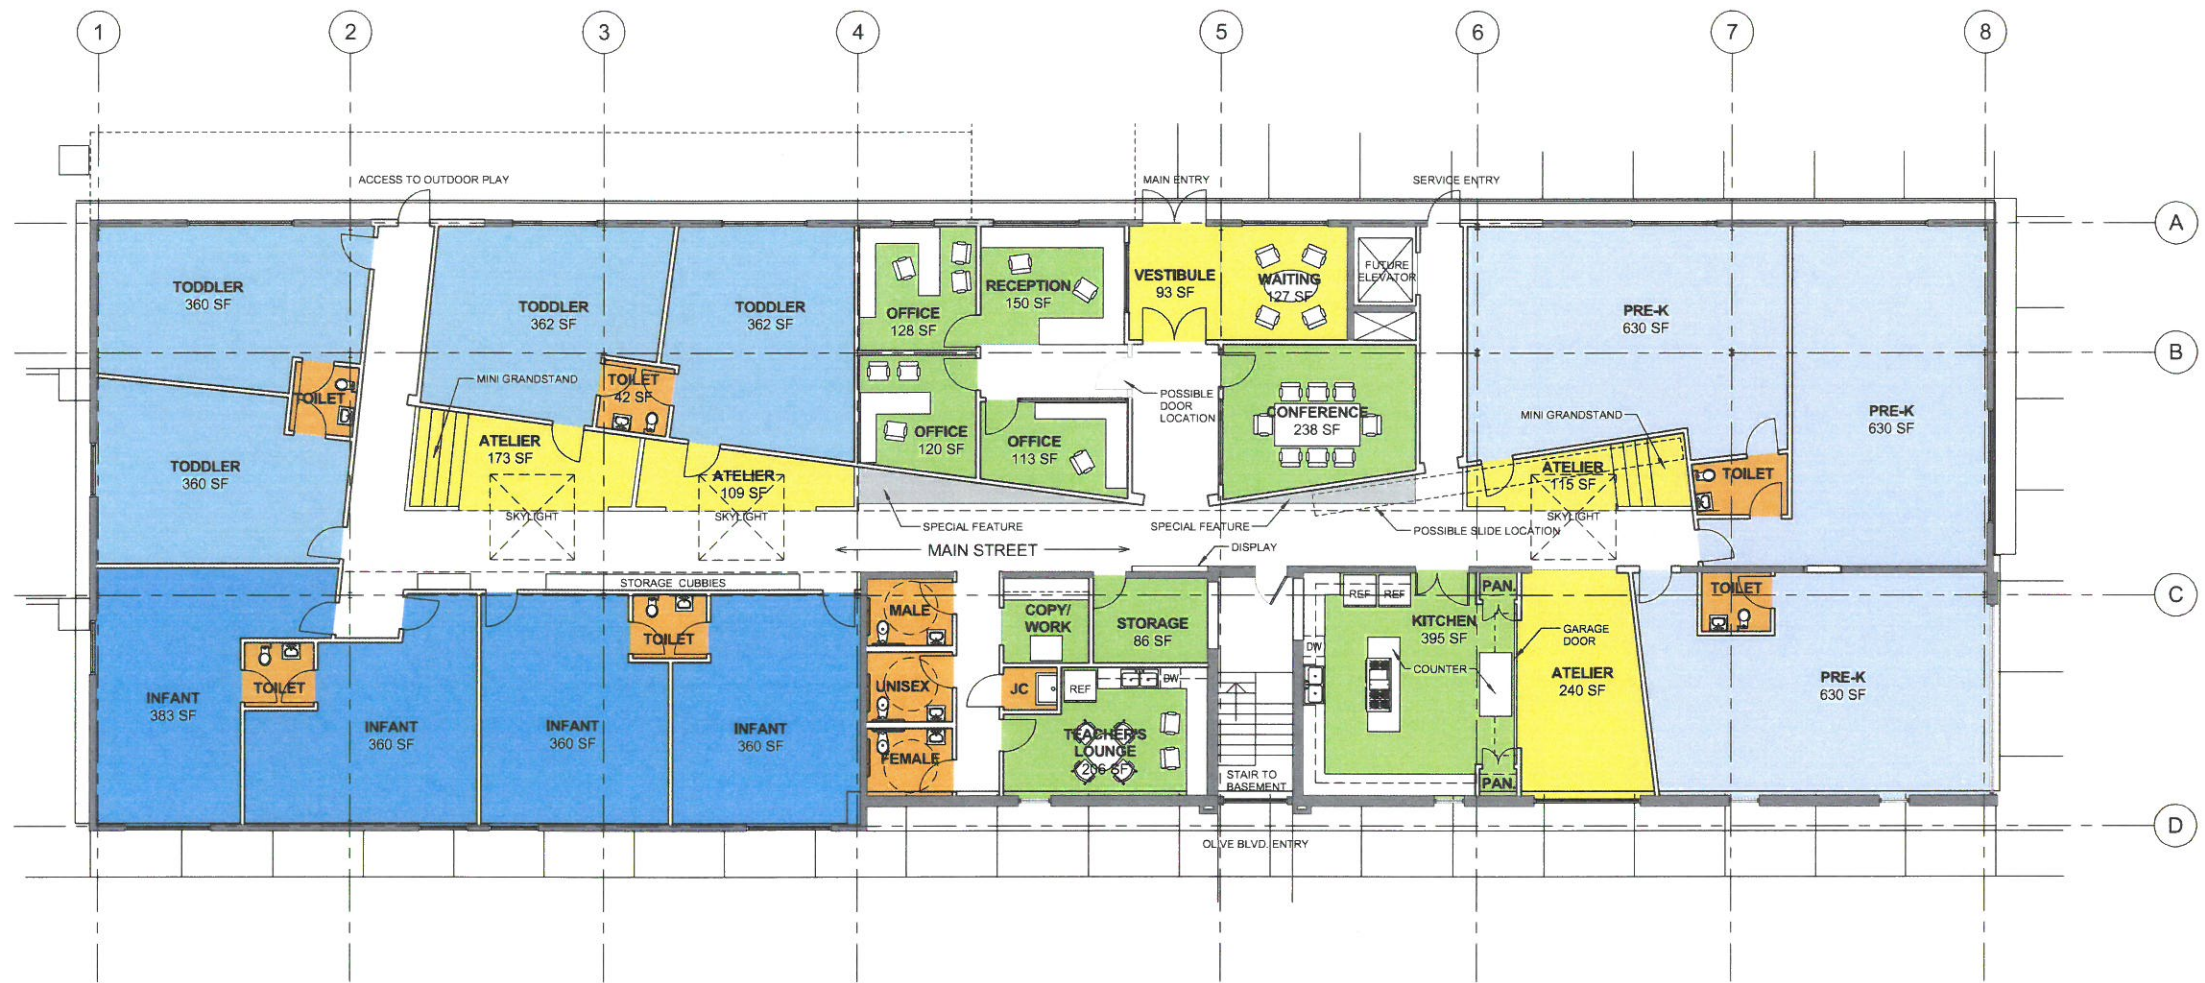 1
2
3
4
5
6
7
8
ACCESS TO OUTDOOR PLAY
MAIN ENTRY
SERVICE ENTRY
A
TODDLER
360 SF
TODDLER
362 SF
TODDLER
362 SF
OFFICE
128 SF
RECEPTION
150 SF
VESTIBULE
93 SF
WAITING
127 SF
FUTURE
ELEVATOR
PRE-K
630 SF
B
TOILET
MINI GRANDSTAND
TOILET
42 SF
POSSIBLE
DOOR
LOCATION
CONFERENCE
238 SF
MINI GRANDSTAND
PRE-K
630 SF
TODDLER
360 SF
ATELIER
173 SF
ATELIER
109 SF
OFFICE
120 SF
OFFICE
113 SF
ATELIER
115 SF
TOILET
SKYLIGHT
SKYLIGHT
SPECIAL FEATURE
SPECIAL FEATURE
POSSIBLE SLIDE LOCATION
SKYLIGHT
MAIN STREET
DISPLAY
STORAGE CUBBIES
C
MALE
COPY/
WORK
STORAGE
86 SF
REF
REF
PAN.
KITCHEN
395 SF
TOILET
TOILET
GARAGE
DOOR
DW
COUNTER
INFANT
383 SF
TOILET
UNISEX
JC
REF
DW
ATELIER
240 SF
PRE-K
630 SF
INFANT
360 SF
INFANT
360 SF
INFANT
360 SF
FEMALE
TEACHER'S
LOUNGE
206 SF
STAIR TO
BASEMENT
PAN.
D
OLIVE BLVD. ENTRY